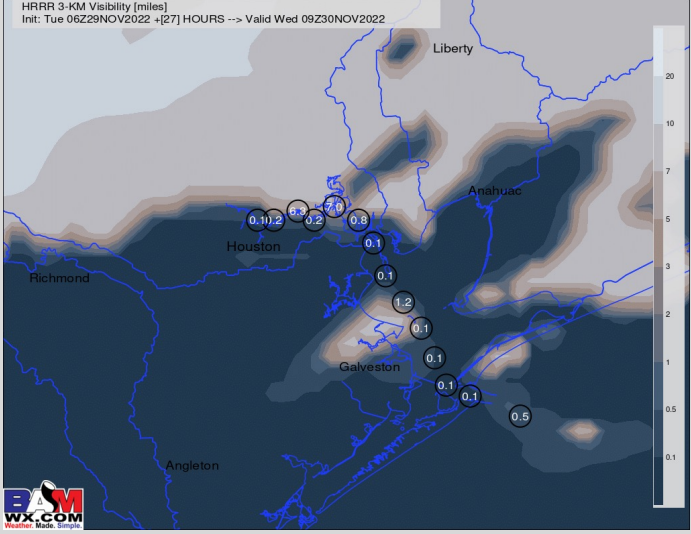 HRRR 3-KM Visibility [miles]
Init: Tue 06Z29NOV2022 +[27] HOURS --> Valid Wed 09Z30NOV2022
Liberty
20
10
7
Anahuac
5
7.0
6.3
0.1
0.2
0.2
0.8
0.1
Houston
3
Richmond
0.1
1.2
2
0.1
0.1
1
Galveston
0.1
0.1
0.5
0.5
0.1
Angleton
BAM
WX.COM
Weather. Made. Simple.